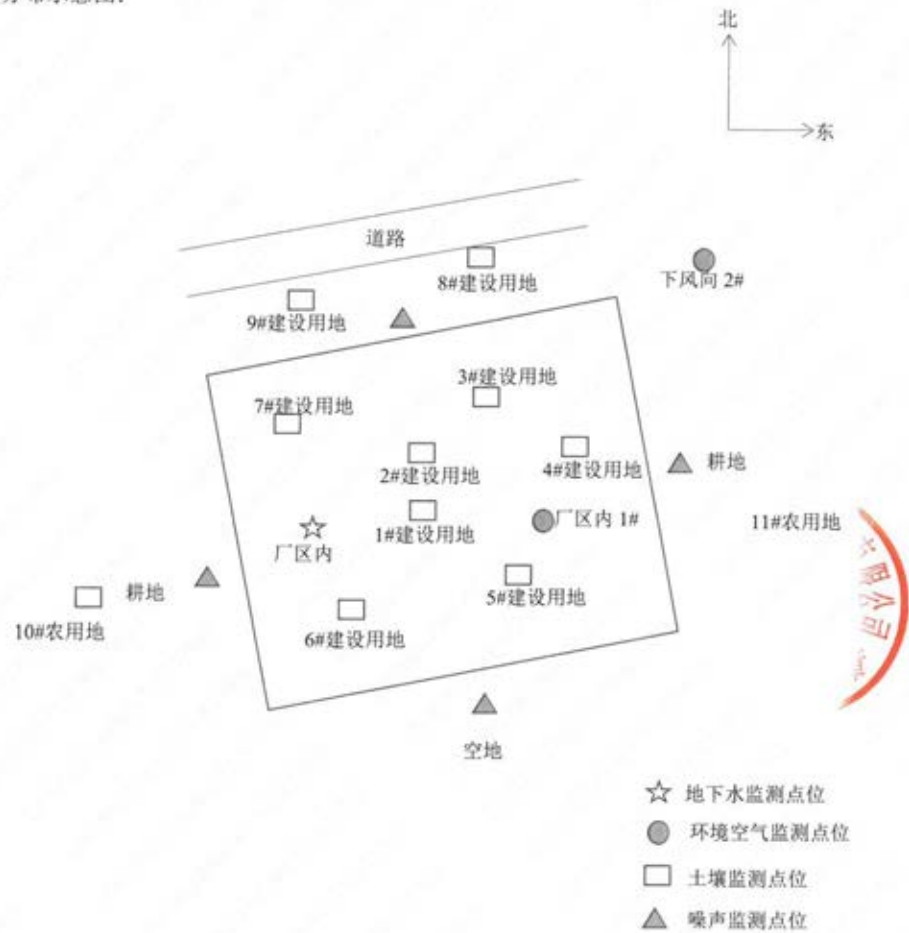 北
东
道路
8#建设用地
下风向 2#
9#建设用地
3#建设用地
7#建设用地
2#建设用地
4#建设用地
耕地
1#建设用地
厂区内 1#
11#农用地
厂区内
耕地
5#建设用地
10#农用地
6#建设用地
空地
地下水监测点位
环境空气监测点位
土壤监测点位
噪声监测点位
限公司